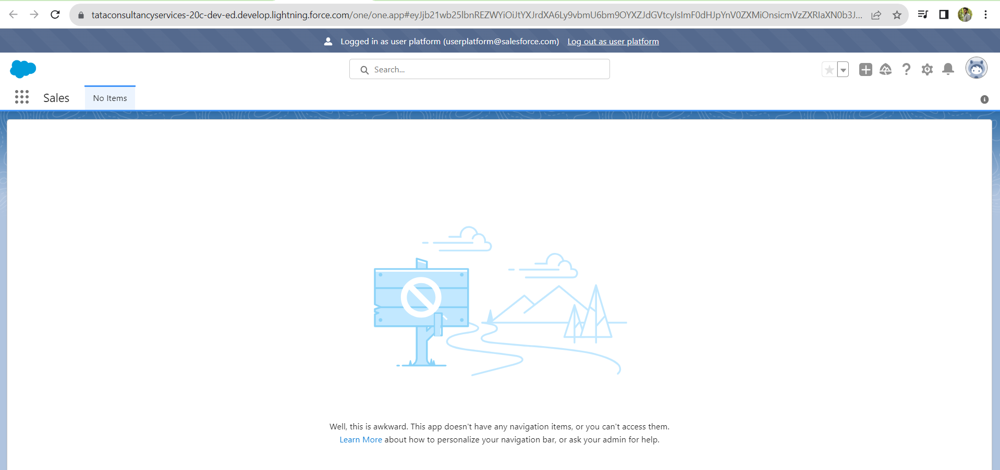 tataconsultancyservices-20c-dev-ed.develop.lightning.force.com/one/one.app#eyJjb21wb25lbnREZWYiOiJtYXJrdXA6Ly9vbmU6bm9OYXZJdGVtcyIsImF0dHJpYnV0ZXMiOnsicmVzZXRIaXN0b3J...
Logged in as user platform (userplatform@salesforce.com) Log out as user platform
Search...
Sales No Items
Well, this is awkward. This app doesn't have any navigation items, or you can't access them.
Learn More about how to personalize your navigation bar, or ask your admin for help.